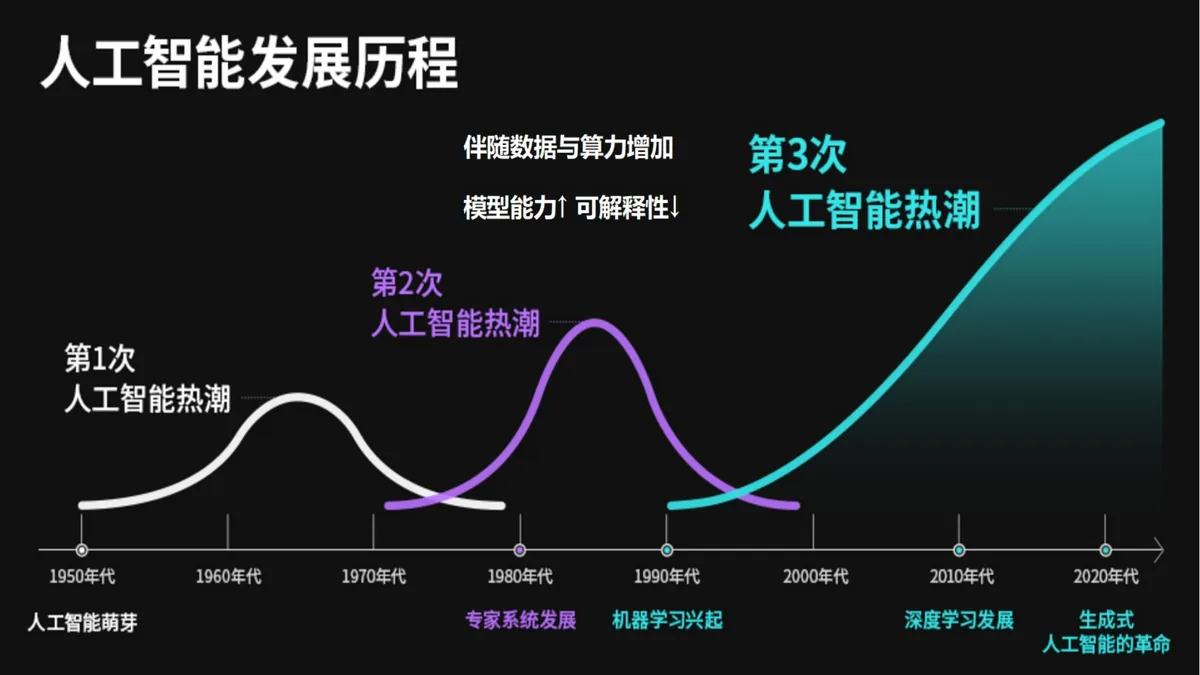 人工智能发展历程
伴随数据与算力增加
模型能力↑ 可解释性↓
第3次
人工智能热潮
第2次
人工智能热潮
第1次
人工智能热潮
1950年代
1960年代
1970年代
1980年代
1990年代
2000年代
2010年代
2020年代
人工智能萌芽
专家系统发展
机器学习兴起
深度学习发展
生成式
人工智能的革命